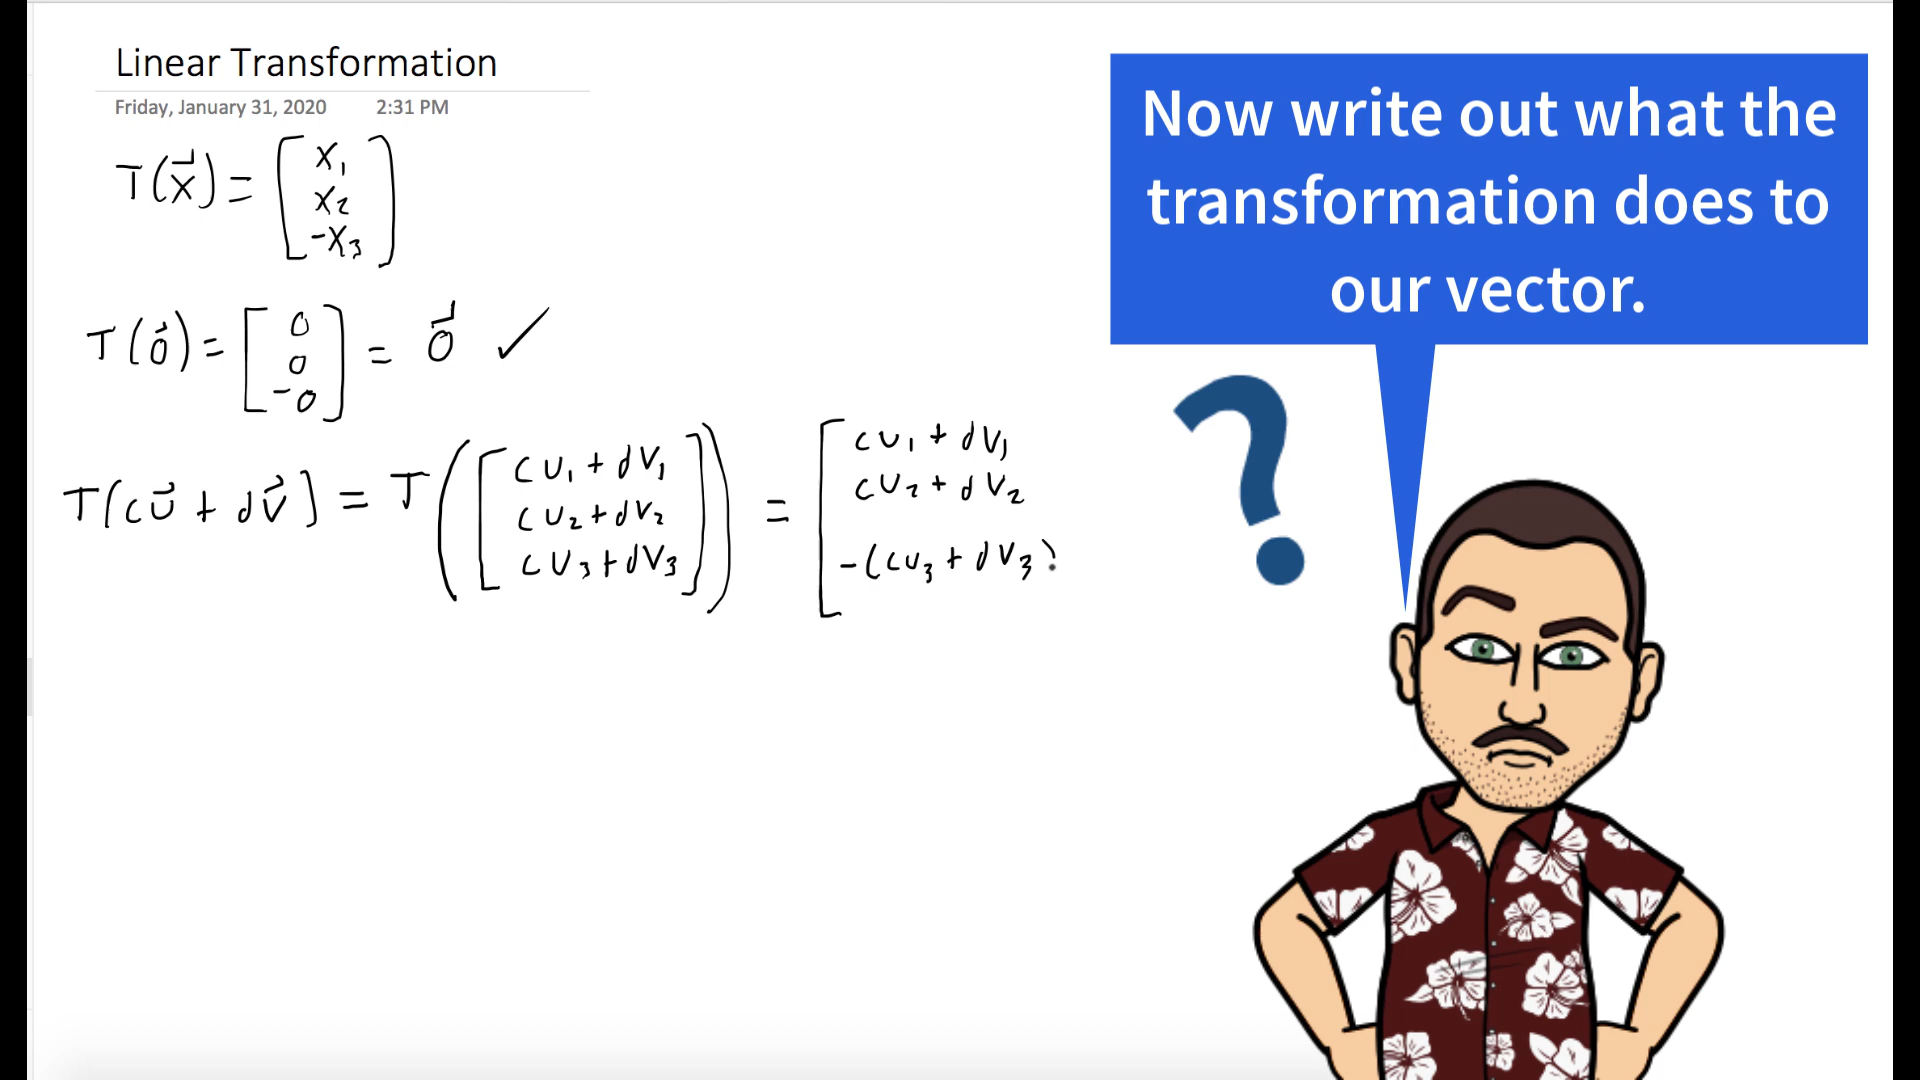 Linear Transformation
Friday, January 31, 2020 2:31 PM
T(x⃗) = [x₁
x₂
-x₃]
T(0⃗) = [0
0
-0] = 0⃗ ✓
T(cu⃗ + dv⃗) = T([cu₁ + dv₁
cu₂ + dv₂
cu₃ + dv₃]) = [cu₁ + dv₁
cu₂ + dv₂
-(cu₃ + dv₃)
Now write out what the
transformation does to
our vector.
?